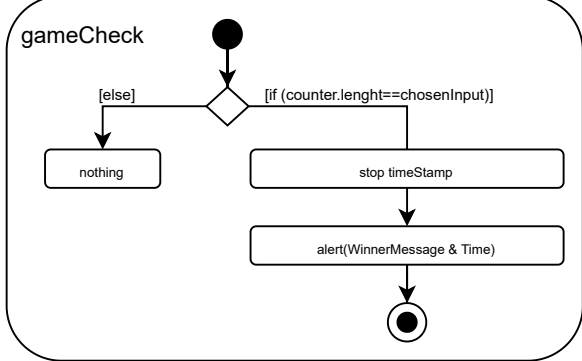 gameCheck
[else]
[if (counter.lenght==chosenInput)]
nothing
stop timeStamp
alert(WinnerMessage & Time)